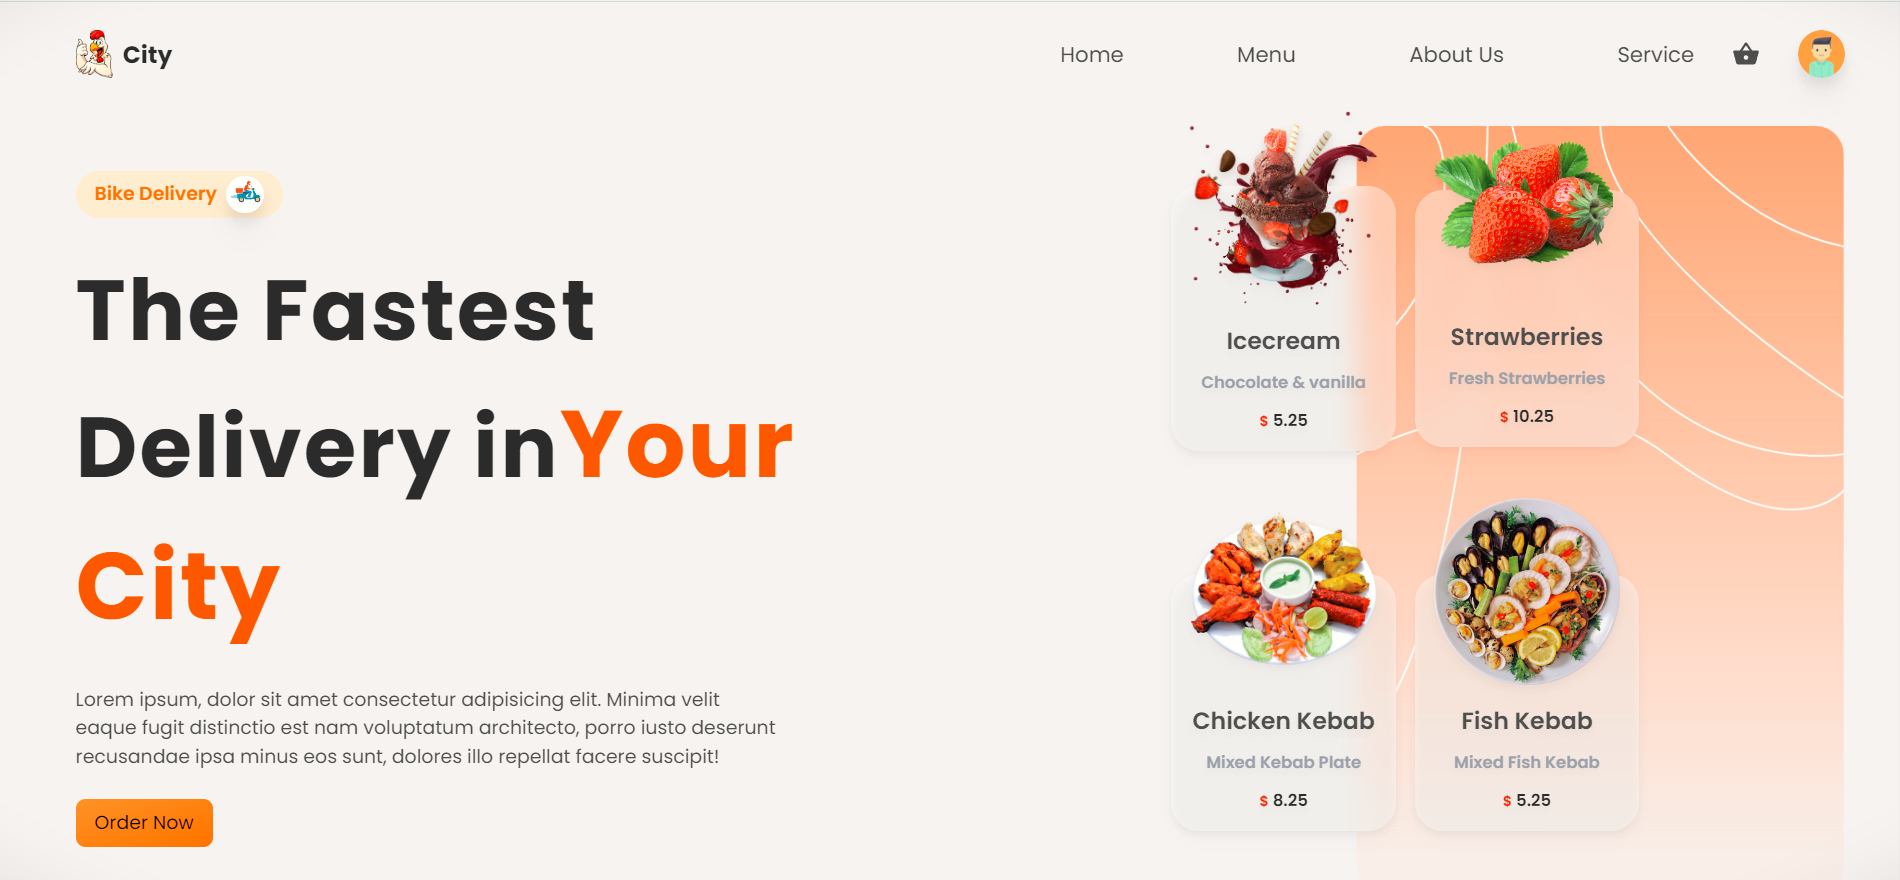 City
Home
Menu
About Us
Service
Bike Delivery
The Fastest
Delivery in Your
City
Lorem ipsum, dolor sit amet consectetur adipisicing elit. Minima velit
eaque fugit distinctio est nam voluptatum architecto, porro iusto deserunt
recusandae ipsa minus eos sunt, dolores illo repellat facere suscipit!
Order Now
Icecream
Chocolate & vanilla
$ 5.25
Strawberries
Fresh Strawberries
$ 10.25
Chicken Kebab
Mixed Kebab Plate
$ 8.25
Fish Kebab
Mixed Fish Kebab
$ 5.25